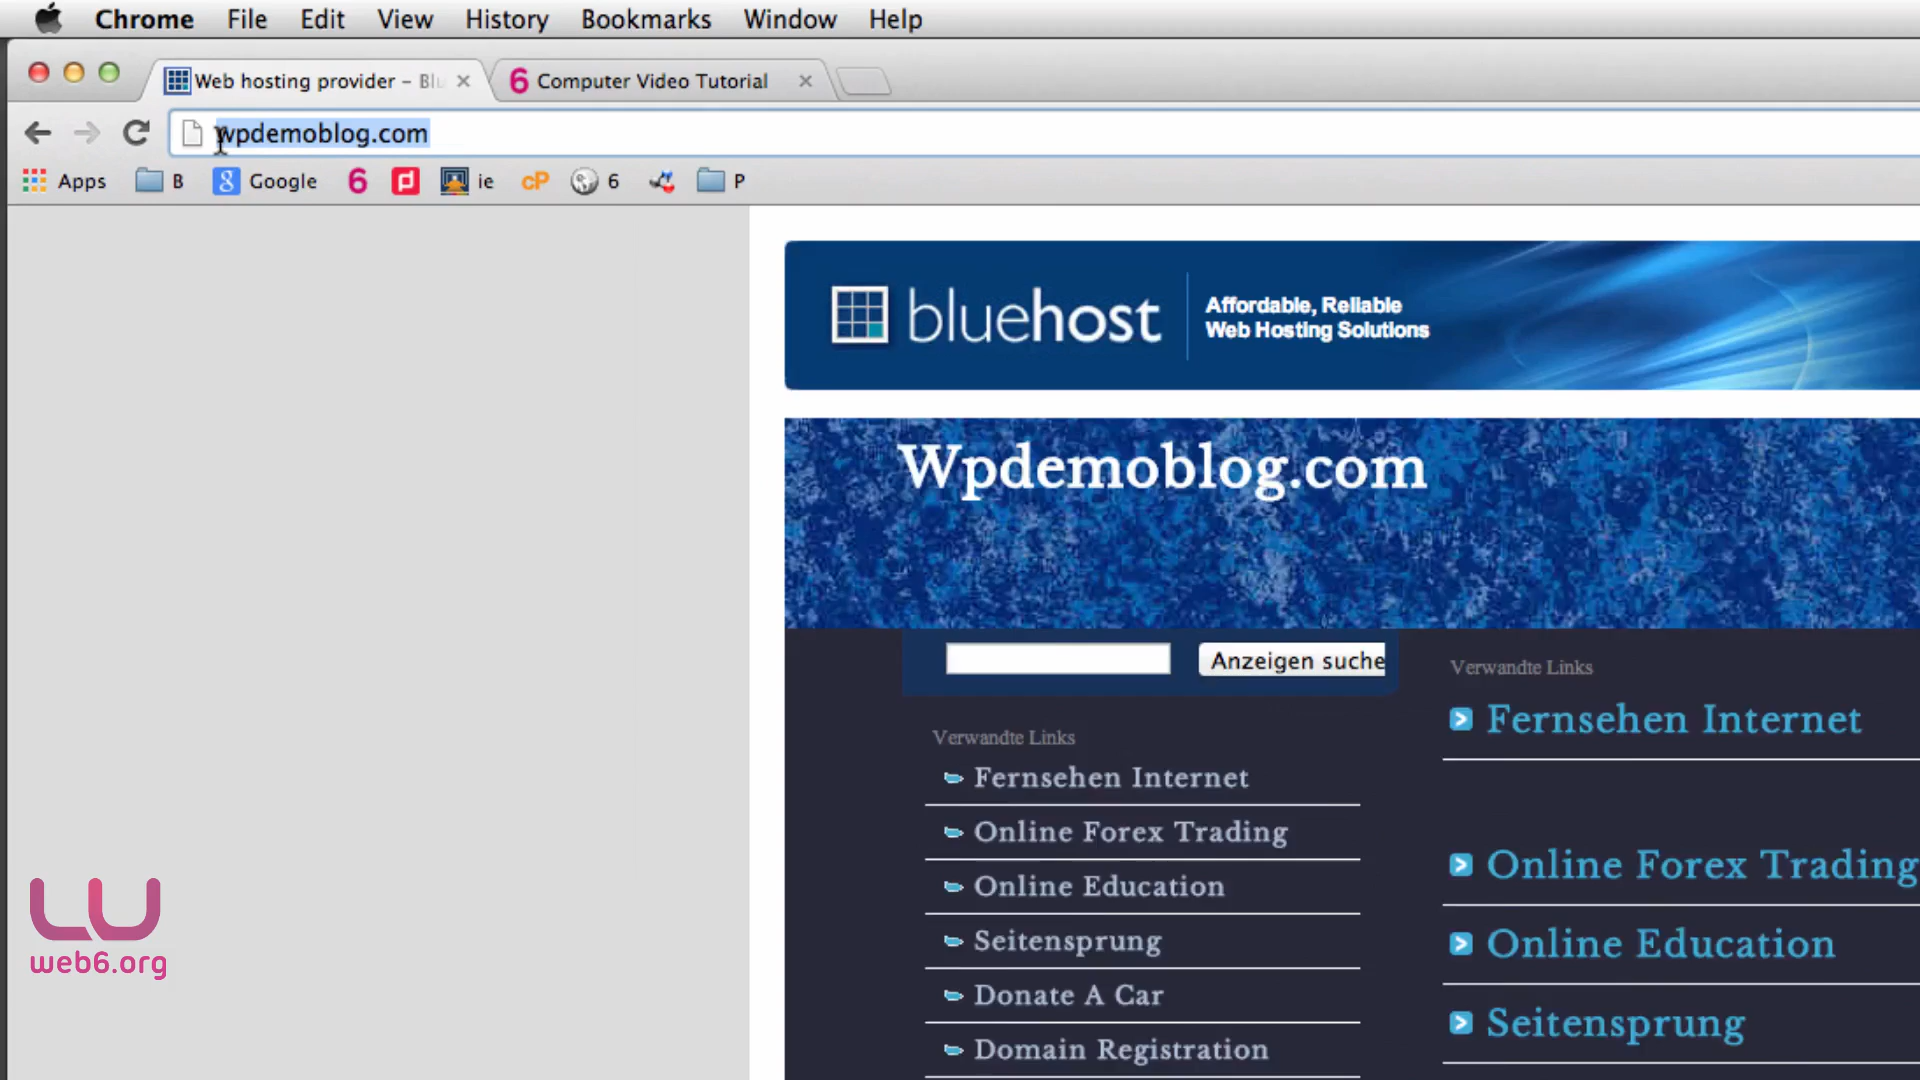 Chrome File Edit View History Bookmarks Window Help
Web hosting provider – Blu
6 Computer Video Tutorial
wpdemoblog.com
Apps B 8 Google 6 ie cP 6 P
bluehost
Affordable, Reliable
Web Hosting Solutions
Wpdemoblog.com
Anzeigen suche
Verwandte Links
Fernsehen Internet
Online Forex Trading
Online Education
Seitensprung
Donate A Car
Domain Registration
Verwandte Links
Fernsehen Internet
Online Forex Trading
Online Education
Seitensprung
web6.org